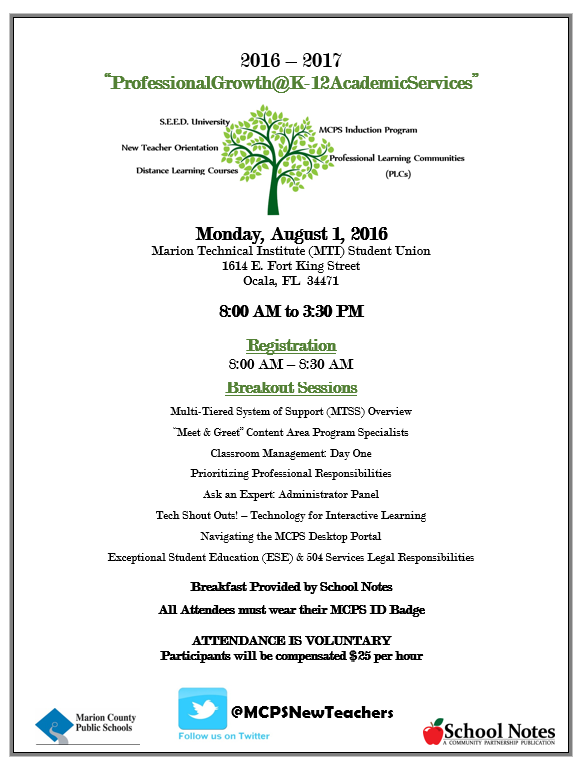 2016 – 2017
“ProfessionalGrowth@K-12AcademicServices”
S.E.E.D. University
MCPS Induction Program
New Teacher Orientation
Professional Learning Communities
(PLCs)
Distance Learning Courses
Monday, August 1, 2016
Marion Technical Institute (MTI) Student Union
1614 E. Fort King Street
Ocala, FL 34471
8:00 AM to 3:30 PM
Registration
8:00 AM – 8:30 AM
Breakout Sessions
Multi-Tiered System of Support (MTSS) Overview
“Meet & Greet” Content Area Program Specialists
Classroom Management: Day One
Prioritizing Professional Responsibilities
Ask an Expert: Administrator Panel
Tech Shout Outs! – Technology for Interactive Learning
Navigating the MCPS Desktop Portal
Exceptional Student Education (ESE) & 504 Services Legal Responsibilities
Breakfast Provided by School Notes
All Attendees must wear their MCPS ID Badge
ATTENDANCE IS VOLUNTARY
Participants will be compensated $25 per hour
Marion County
Public Schools
@MCPSNewTeachers
Follow us on Twitter
School Notes
A COMMUNITY PARTNERSHIP PUBLICATION